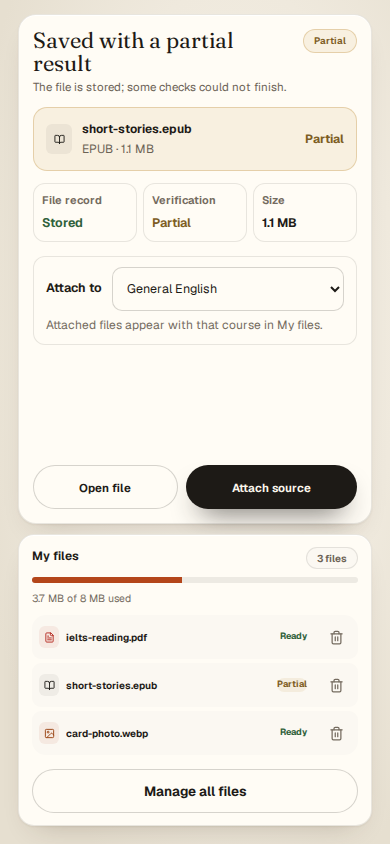 Saved with a partial
result
Partial
The file is stored; some checks could not finish.
short-stories.epub
EPUB · 1.1 MB
Partial
File record
Stored
Verification
Partial
Size
1.1 MB
Attach to
General English
Attached files appear with that course in My files.
Open file
Attach source
My files
3 files
3.7 MB of 8 MB used
ielts-reading.pdf
Ready
short-stories.epub
Partial
card-photo.webp
Ready
Manage all files